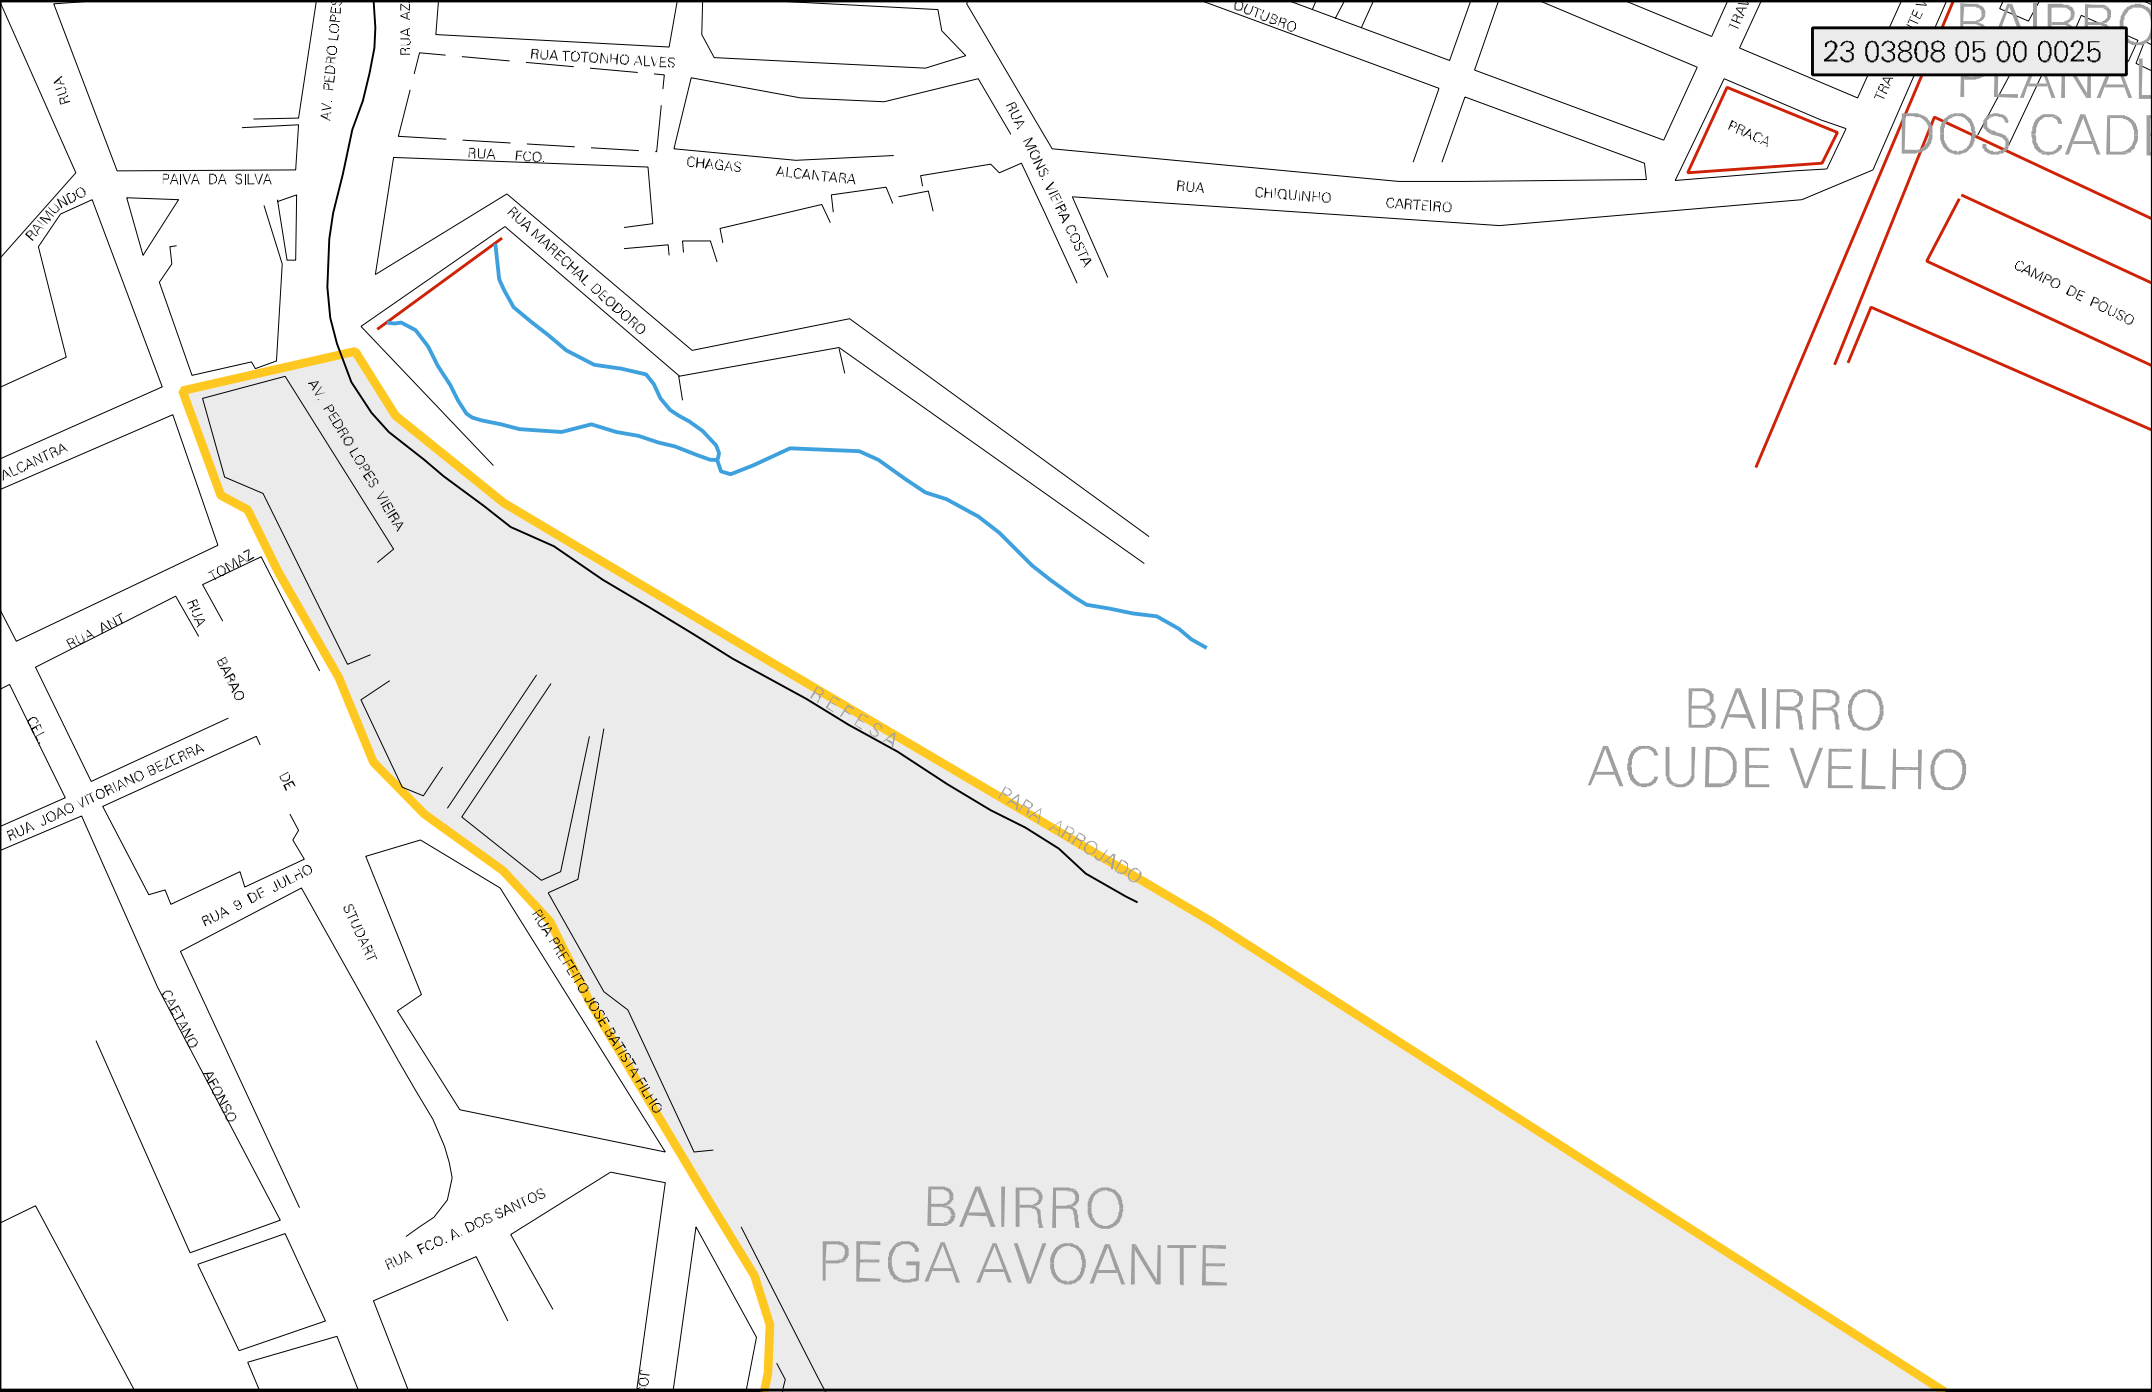 AV. PEDRO LOPES
RUA AZ
OUTUBRO
BAIRRO
23 03808 05 00 0025
PLANAL
DOS CADE
RUA
RUA TOTONHO ALVES
PRACA
RUA MONS. VIEIRA COSTA
RUA FCO.
CHAGAS ALCANTARA
PAIVA DA SILVA
RAIMUNDO
RUA CHIQUINHO CARTEIRO
RUA MARECHAL DEODORO
CAMPO DE POUSO
AV. PEDRO LOPES VIEIRA
ALCANTRA
TOMAZ
RUA ANT.
RUA BARAO DE STUDART
CEL.
RUA JOAO VITORIANO BEZERRA
REFESA
PARA ARROJADO
BAIRRO
ACUDE VELHO
RUA 9 DE JULHO
RUA PREFEITO JOSE BATISTA FILHO
CAETANO AFONSO
RUA FCO. A. DOS SANTOS
BAIRRO
PEGA AVOANTE